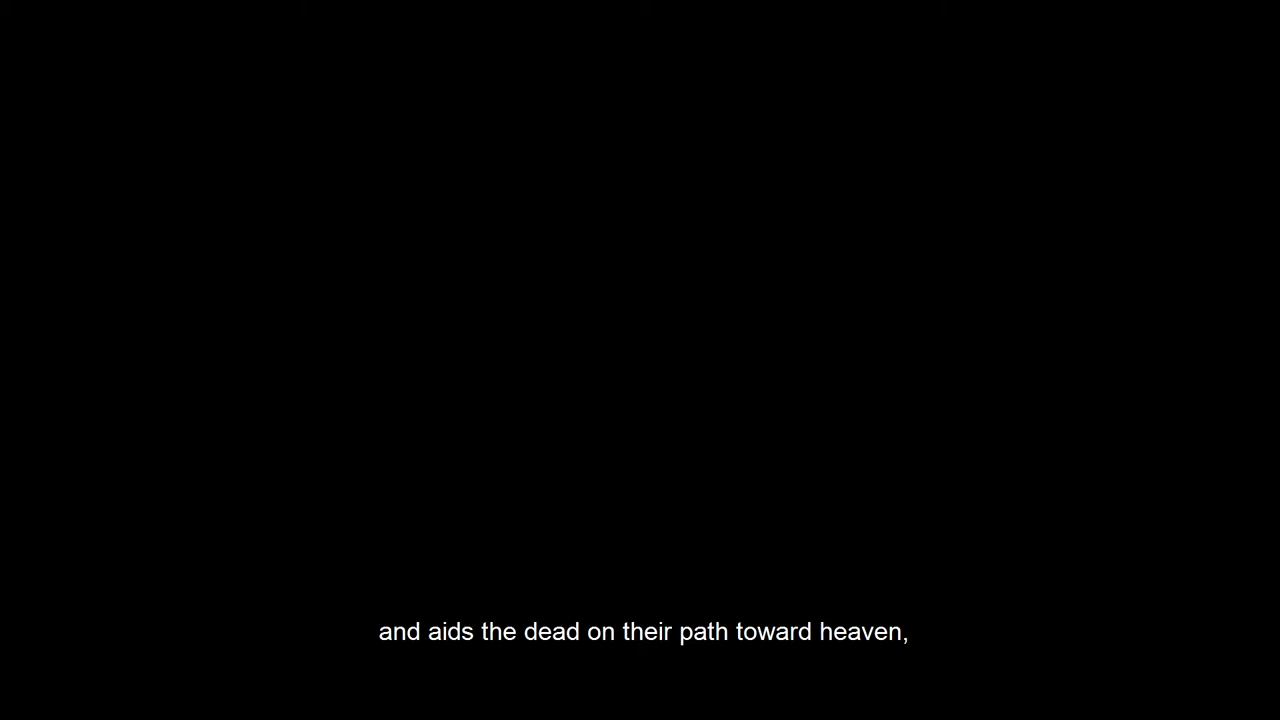 and aids the dead on their path toward heaven,